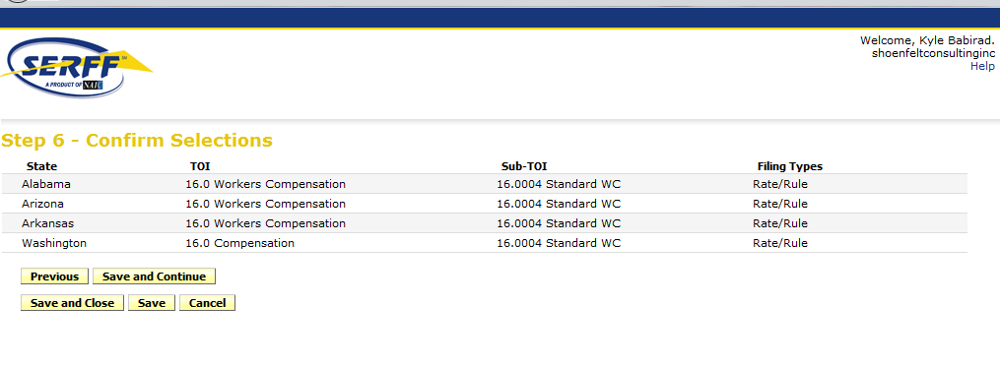 Welcome, Kyle Babirad.
shoenfeltconsultinginc
Help
SERFF™
A PRODUCT OF NAIC
Step 6 - Confirm Selections
State TOI Sub-TOI Filing Types
Alabama 16.0 Workers Compensation 16.0004 Standard WC Rate/Rule
Arizona 16.0 Workers Compensation 16.0004 Standard WC Rate/Rule
Arkansas 16.0 Workers Compensation 16.0004 Standard WC Rate/Rule
Washington 16.0 Compensation 16.0004 Standard WC Rate/Rule
Previous Save and Continue
Save and Close Save Cancel